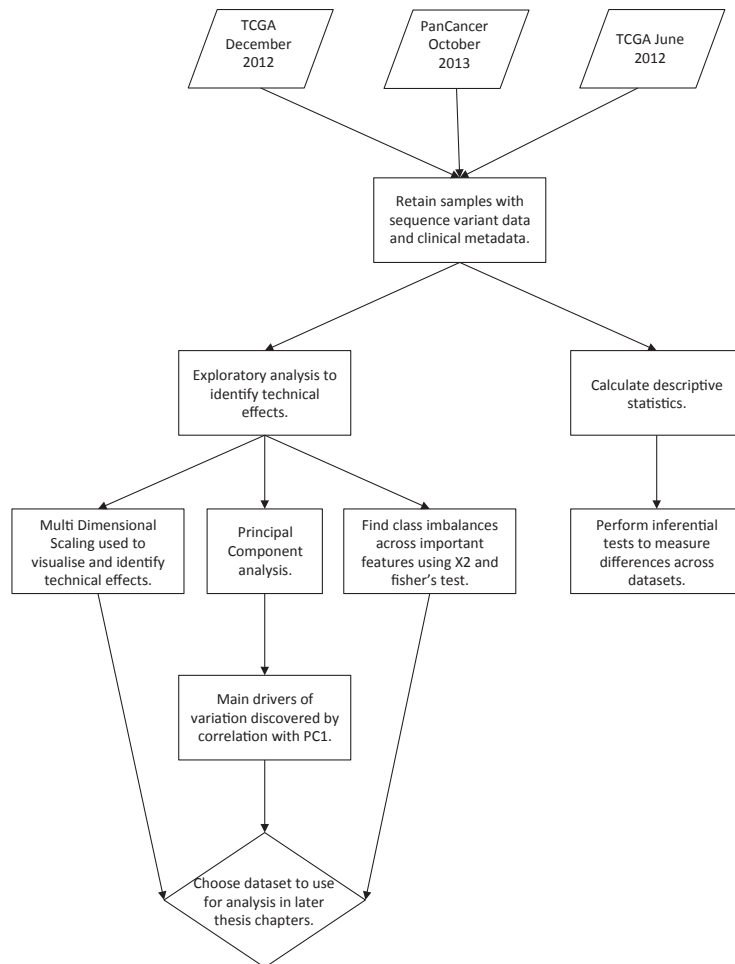 TCGA
December
2012
PanCancer
October
2013
TCGA June
2012
Retain samples with
sequence variant data
and clinical metadata.
Exploratory analysis to
identify technical
effects.
Calculate descriptive
statistics.
Multi Dimensional
Scaling used to
visualise and identify
technical effects.
Principal
Component
analysis.
Find class imbalances
across important
features using X2 and
fisher's test.
Perform inferential
tests to measure
differences across
datasets.
Main drivers of
variation discovered by
correlation with PC1.
Choose dataset to use
for analysis in later
thesis chapters.